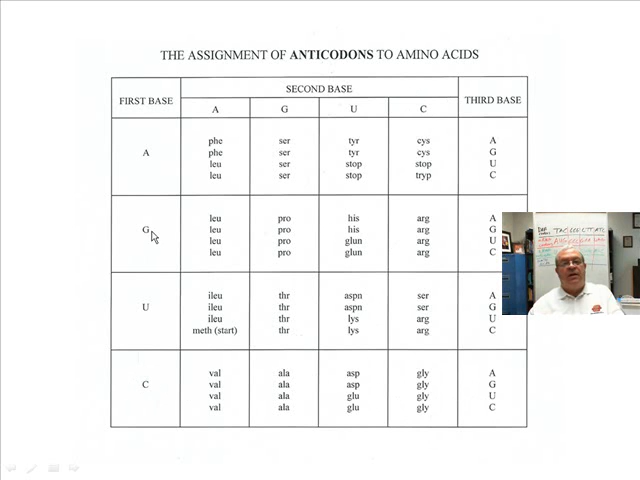 THE ASSIGNMENT OF ANTICODONS TO AMINO ACIDS
FIRST BASE SECOND BASE THIRD BASE
A G U C
A phe ser tyr cys A
phe ser tyr cys G
leu ser stop stop U
leu ser stop tryp C
G leu pro his arg A
leu pro his arg G
leu pro glun arg U
leu pro glun arg C
U ileu thr aspn ser A
ileu thr aspn ser G
ileu thr lys arg U
meth (start) thr lys arg C
C val ala asp gly A
val ala asp gly G
val ala glu gly U
val ala glu gly C